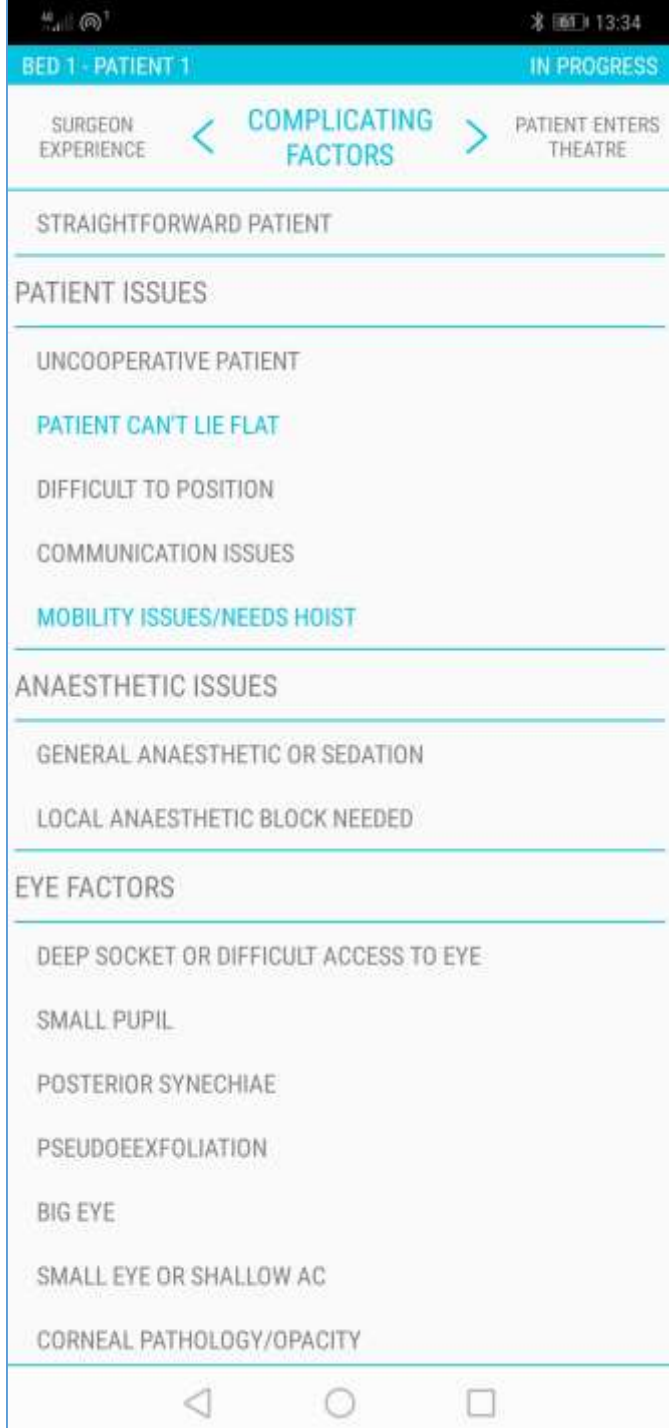 4G 1 61 13:34
BED 1 - PATIENT 1 IN PROGRESS
SURGEON EXPERIENCE < COMPLICATING FACTORS > PATIENT ENTERS THEATRE
STRAIGHTFORWARD PATIENT
PATIENT ISSUES
UNCOOPERATIVE PATIENT
PATIENT CAN'T LIE FLAT
DIFFICULT TO POSITION
COMMUNICATION ISSUES
MOBILITY ISSUES/NEEDS HOIST
ANAESTHETIC ISSUES
GENERAL ANAESTHETIC OR SEDATION
LOCAL ANAESTHETIC BLOCK NEEDED
EYE FACTORS
DEEP SOCKET OR DIFFICULT ACCESS TO EYE
SMALL PUPIL
POSTERIOR SYNECHIAE
PSEUDOEEXFOLIATION
BIG EYE
SMALL EYE OR SHALLOW AC
CORNEAL PATHOLOGY/OPACITY